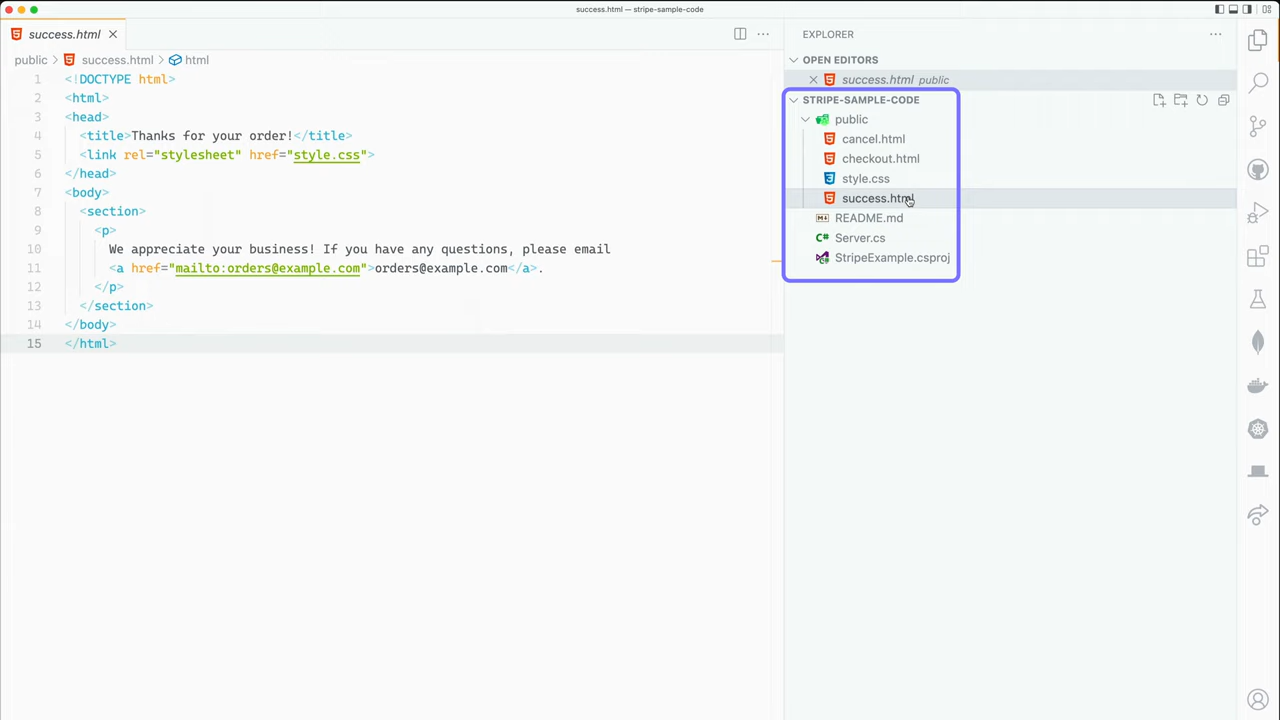 success.html — stripe-sample-code
success.html
public > success.html > html
1 <!DOCTYPE html>
2 <html>
3 <head>
4 <title>Thanks for your order!</title>
5 <link rel="stylesheet" href="style.css">
6 </head>
7 <body>
8 <section>
9 <p>
10 We appreciate your business! If you have any questions, please email
11 <a href="mailto:orders@example.com">orders@example.com</a>.
12 </p>
13 </section>
14 </body>
15 </html>
EXPLORER
OPEN EDITORS
success.html public
STRIPE-SAMPLE-CODE
public
cancel.html
checkout.html
style.css
success.html
README.md
Server.cs
StripeExample.csproj